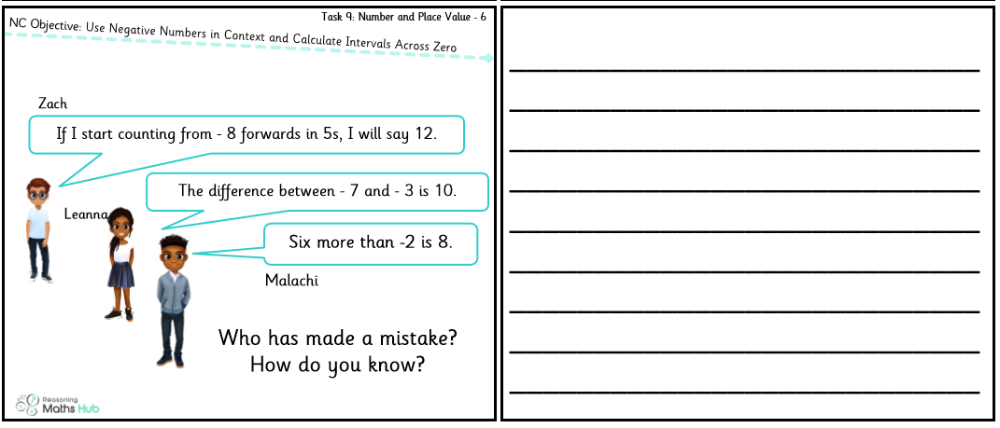 Task 9: Number and Place Value - 6
NC Objective: Use Negative Numbers in Context and Calculate Intervals Across Zero
Zach
If I start counting from - 8 forwards in 5s, I will say 12.
The difference between - 7 and - 3 is 10.
Leanna
Six more than -2 is 8.
Malachi
Who has made a mistake?
How do you know?
Reasoning
Maths Hub